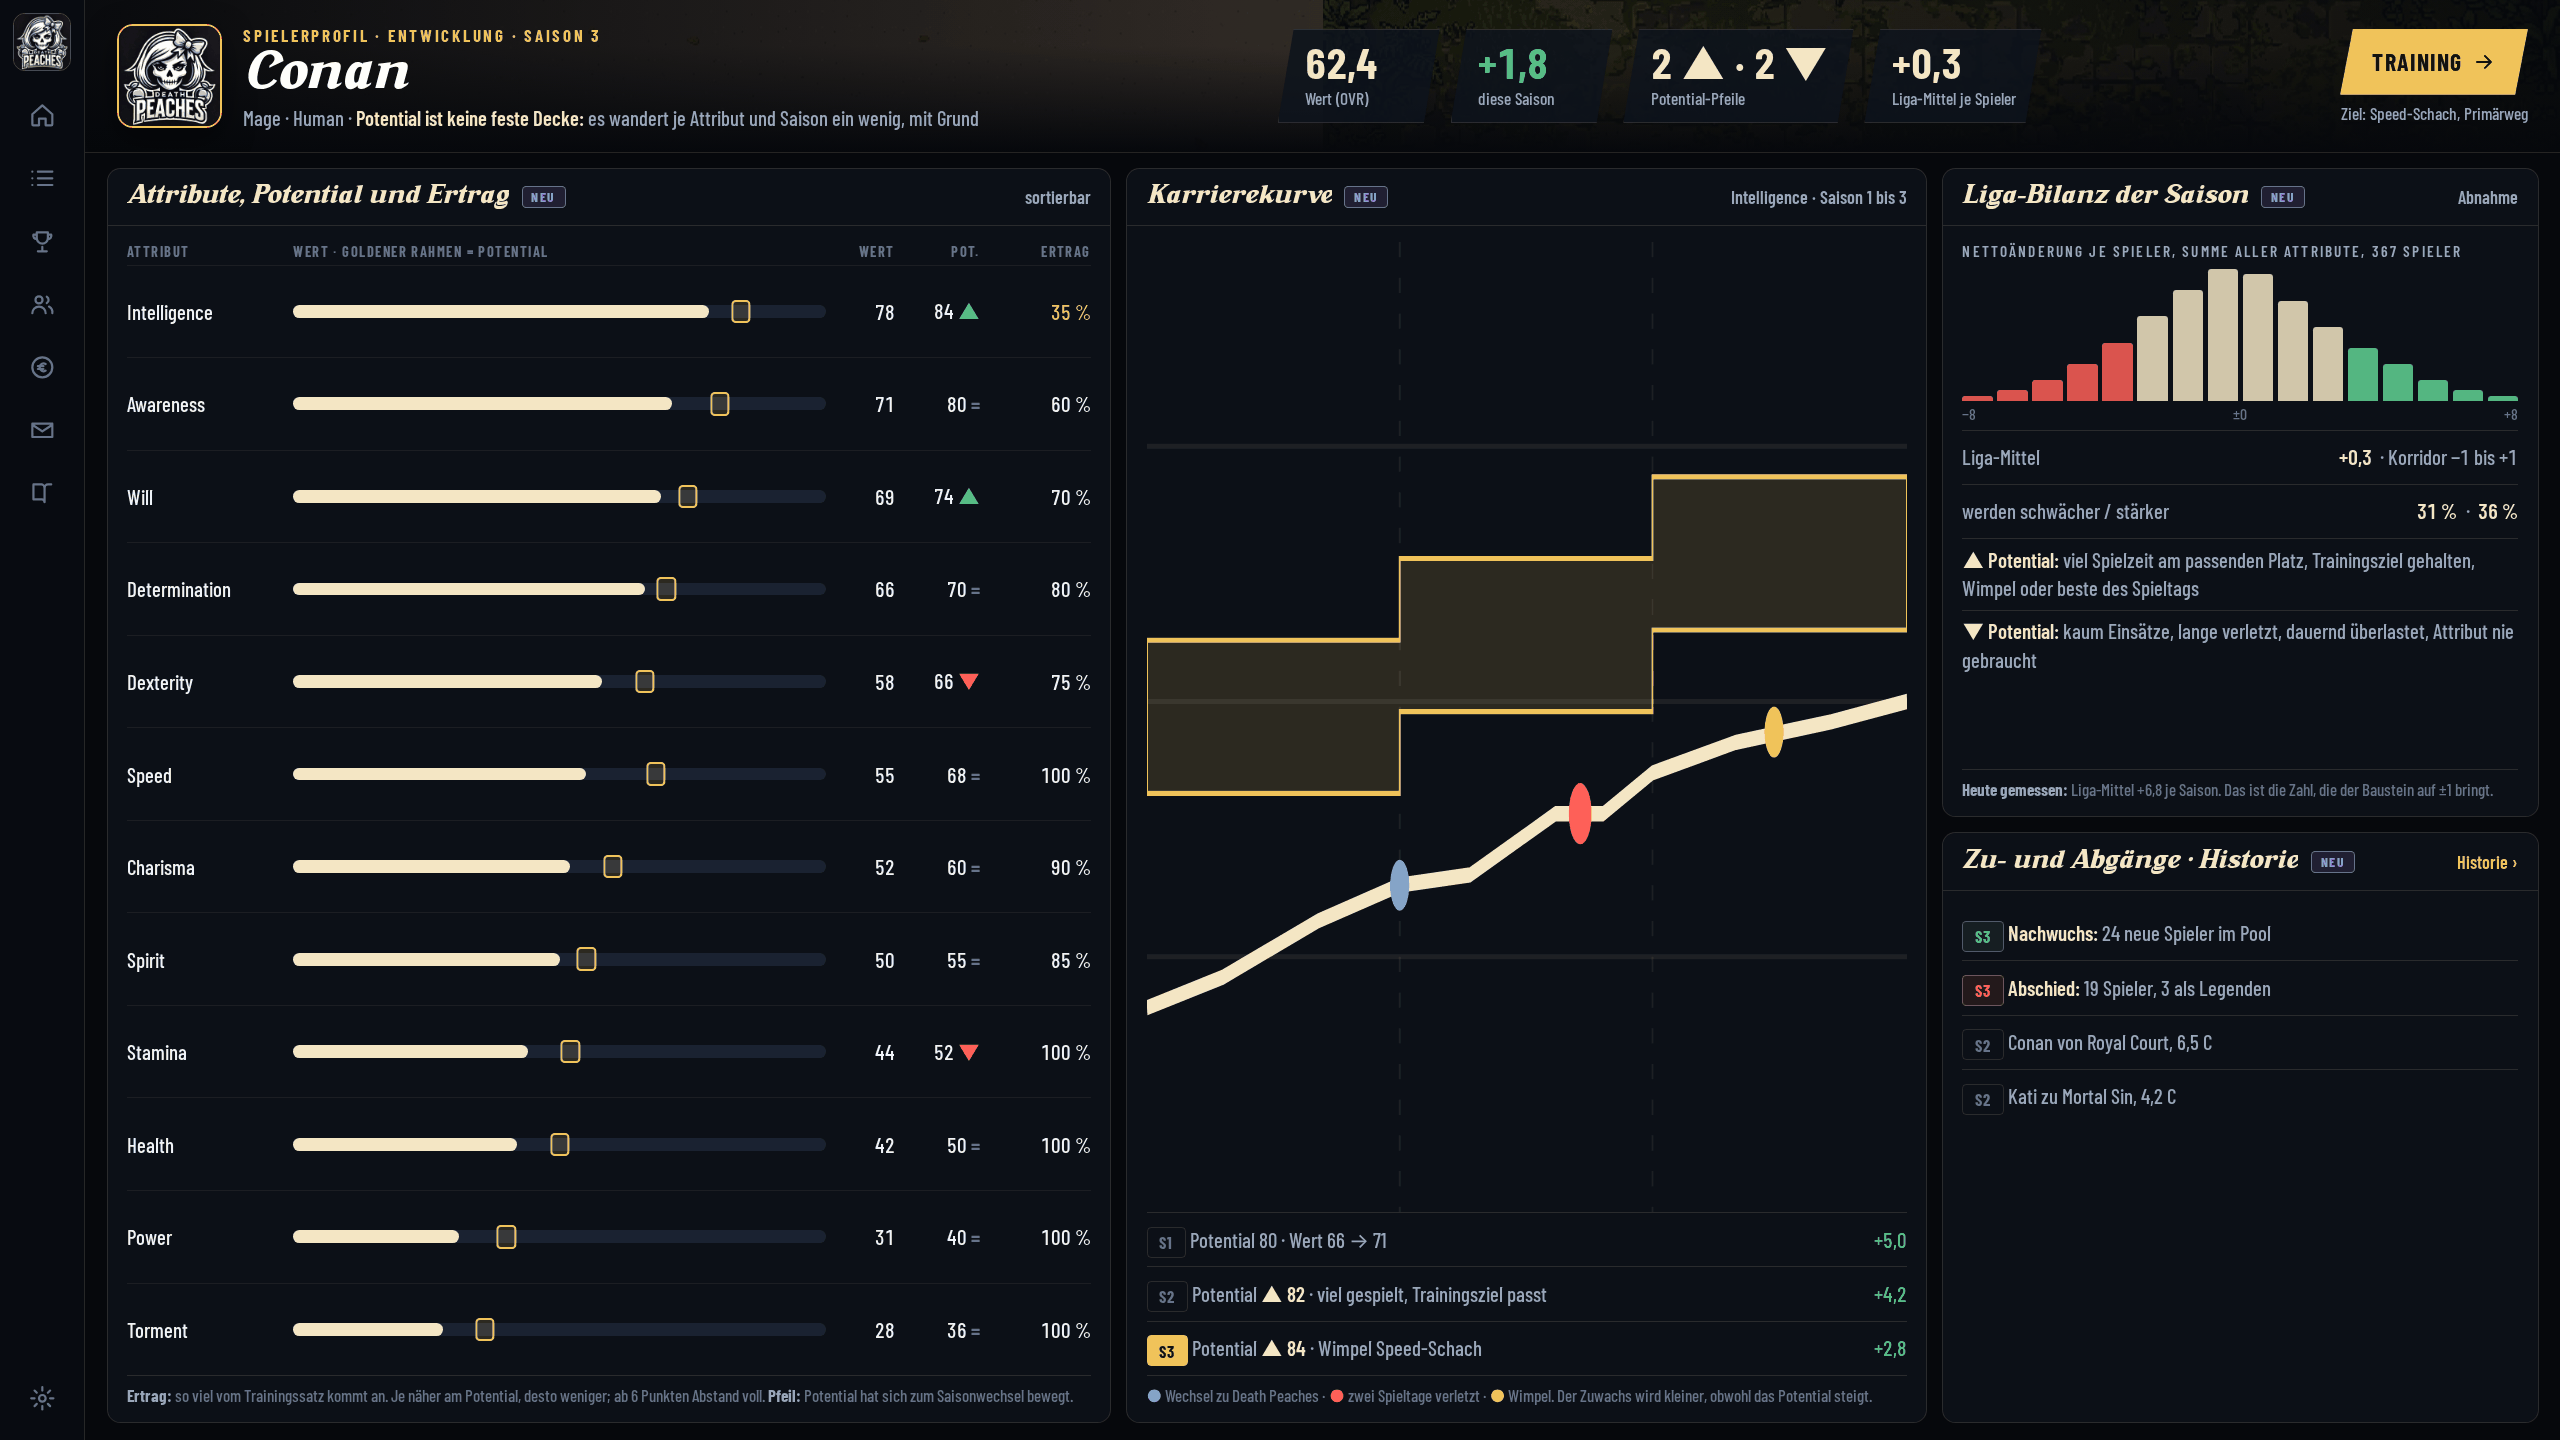 DEATH
PEACHES
DEATH
PEACHES
SPIELERPROFIL · ENTWICKLUNG · SAISON 3
Conan
Mage · Human · Potential ist keine feste Decke: es wandert je Attribut und Saison ein wenig, mit Grund
62,4
Wert (OVR)
+1,8
diese Saison
2 ▲ · 2 ▼
Potential-Pfeile
+0,3
Liga-Mittel je Spieler
TRAINING →
Ziel: Speed-Schach, Primärweg
Attribute, Potential und Ertrag NEU sortierbar
ATTRIBUT WERT · GOLDENER RAHMEN = POTENTIAL WERT POT. ERTRAG
Intelligence 78 84 ▲ 35 %
Awareness 71 80 = 60 %
Will 69 74 ▲ 70 %
Determination 66 70 = 80 %
Dexterity 58 66 ▼ 75 %
Speed 55 68 = 100 %
Charisma 52 60 = 90 %
Spirit 50 55 = 85 %
Stamina 44 52 ▼ 100 %
Health 42 50 = 100 %
Power 31 40 = 100 %
Torment 28 36 = 100 %
Ertrag: so viel vom Trainingssatz kommt an. Je näher am Potential, desto weniger; ab 6 Punkten Abstand voll. Pfeil: Potential hat sich zum Saisonwechsel bewegt.
Karrierekurve NEU Intelligence · Saison 1 bis 3
S1 Potential 80 · Wert 66 → 71 +5,0
S2 Potential ▲ 82 · viel gespielt, Trainingsziel passt +4,2
S3 Potential ▲ 84 · Wimpel Speed-Schach +2,8
Wechsel zu Death Peaches · zwei Spieltage verletzt · Wimpel. Der Zuwachs wird kleiner, obwohl das Potential steigt.
Liga-Bilanz der Saison NEU Abnahme
NETTOÄNDERUNG JE SPIELER, SUMME ALLER ATTRIBUTE, 367 SPIELER
−8 ±0 +8
Liga-Mittel +0,3 · Korridor −1 bis +1
werden schwächer / stärker 31 % · 36 %
▲ Potential: viel Spielzeit am passenden Platz, Trainingsziel gehalten,
Wimpel oder beste des Spieltags
▼ Potential: kaum Einsätze, lange verletzt, dauernd überlastet, Attribut nie
gebraucht
Heute gemessen: Liga-Mittel +6,8 je Saison. Das ist die Zahl, die der Baustein auf ±1 bringt.
Zu- und Abgänge · Historie NEU Historie ›
S3 Nachwuchs: 24 neue Spieler im Pool
S3 Abschied: 19 Spieler, 3 als Legenden
S2 Conan von Royal Court, 6,5 C
S2 Kati zu Mortal Sin, 4,2 C